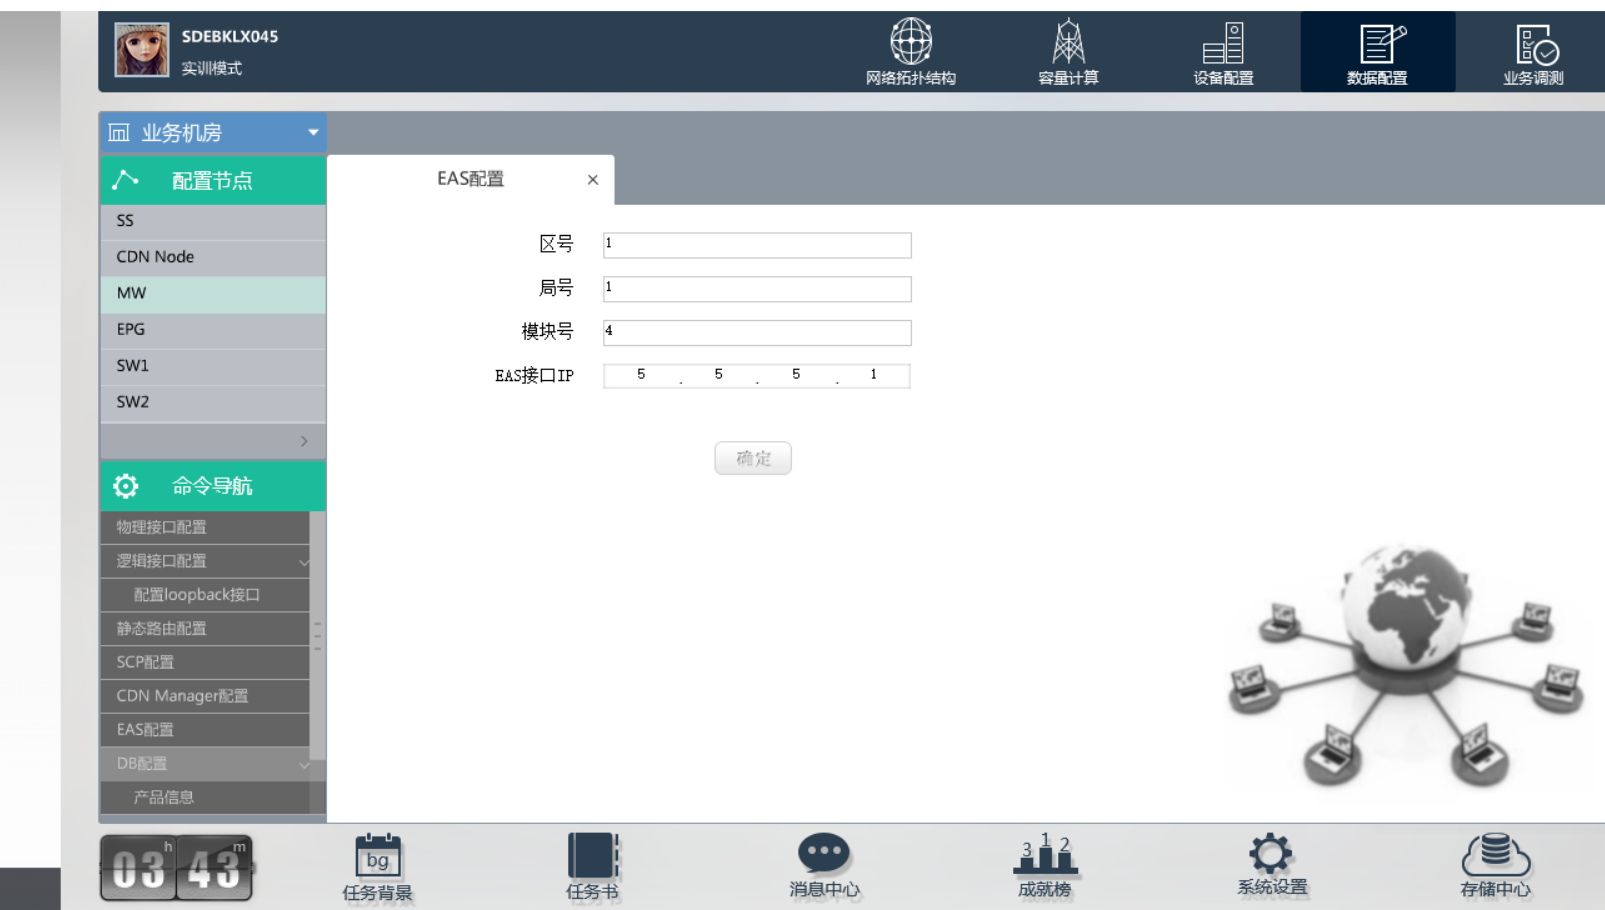 SDEBKLX045
实训模式
网络拓扑结构
容量计算
设备配置
数据配置
业务调测
业务机房
配置节点
EAS配置 ×
SS
CDN Node
MW
EPG
SW1
SW2
区号 1
局号 1
模块号 4
EAS接口IP 5 . 5 . 5 . 1
确定
命令导航
物理接口配置
逻辑接口配置
配置loopback接口
静态路由配置
SCP配置
CDN Manager配置
EAS配置
DB配置
产品信息
03 h 43 m
bg
任务背景
任务书
消息中心
3 1 2
成就榜
系统设置
存储中心